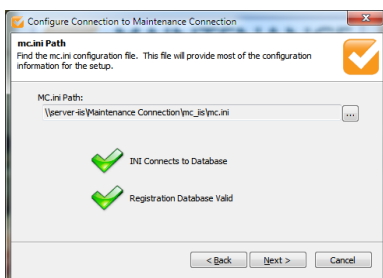 Configure Connection to Maintenance Connection
mc.ini Path
Find the mc.ini configuration file. This file will provide most of the configuration
information for the setup.
MC.ini Path:
\\server-iis\Maintenance Connection\mc_iis\mc.ini
...
INI Connects to Database
Registration Database Valid
< Back
Next >
Cancel